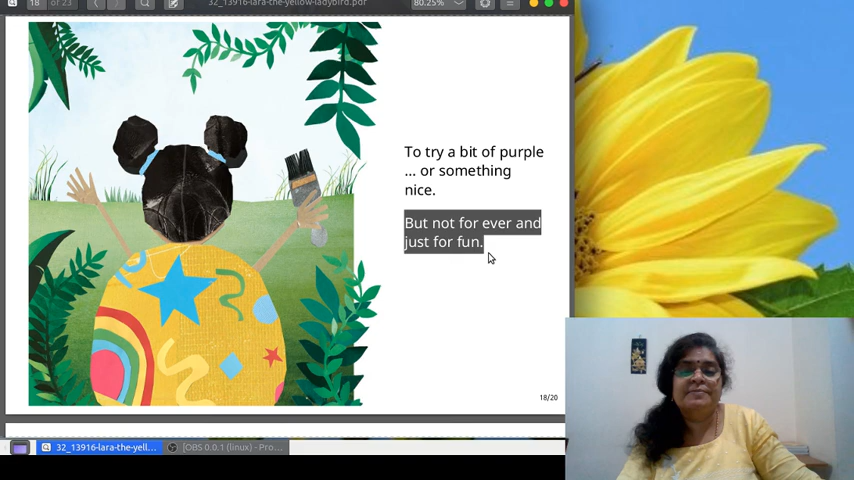 18 of 23
32_13916-lara-the-yellow-ladybird.pdf
80.25%
To try a bit of purple
... or something
nice.
But not for ever and
just for fun.
18/20
32_13916-lara-the-yell...
[OBS 0.0.1 (linux) - Pro...